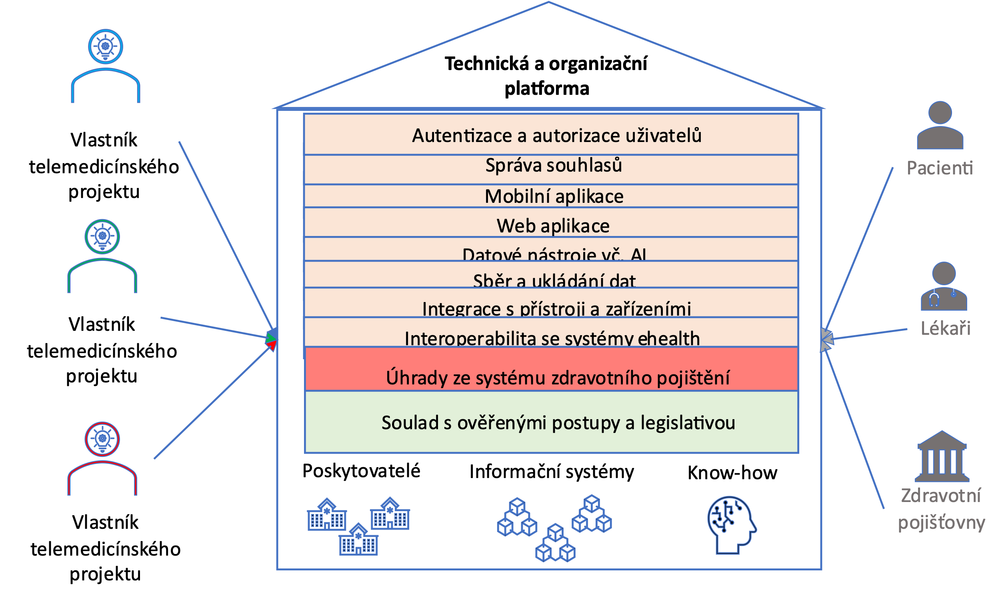 Technická a organizační
platforma
Vlastník
telemedicínského
projektu
Vlastník
telemedicínského
projektu
Vlastník
telemedicínského
projektu
Autentizace a autorizace uživatelů
Správa souhlasů
Mobilní aplikace
Web aplikace
Datové nástroje vč. AI
Sběr a ukládání dat
Integrace s přístroji a zařízeními
Interoperabilita se systémy ehealth
Úhrady ze systému zdravotního pojištění
Soulad s ověřenými postupy a legislativou
Poskytovatelé
Informační systémy
Know-how
Pacienti
Lékaři
Zdravotní
pojišťovny